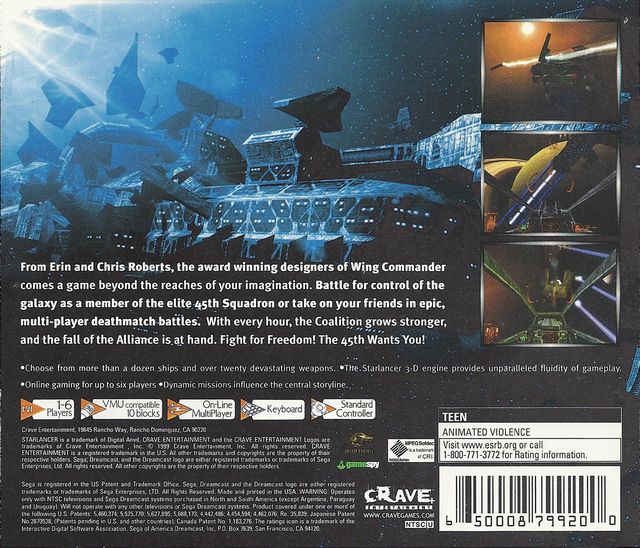 From Erin and Chris Roberts, the award winning designers of Wing Commander
comes a game beyond the reaches of your imagination. Battle for control of the
galaxy as a member of the elite 45th Squadron or take on your friends in epic,
multi-player deathmatch battles. With every hour, the Coalition grows stronger,
and the fall of the Alliance is at hand. Fight for Freedom! The 45th Wants You!
•Choose from more than a dozen ships and over twenty devastating weapons. •The Starlancer 3-D engine provides unparalleled fluidity of gameplay.
•Online gaming for up to six players •Dynamic missions influence the central storyline.
1-6
Players
VMU compatible
10 blocks
On-Line
MultiPlayer
Keyboard
Standard
Controller
Crave Entertainment, 19645 Rancho Way, Rancho Dominguez, CA 90220
STARLANCER is a trademark of Digital Anvil. CRAVE ENTERTAINMENT and the CRAVE ENTERTAINMENT Logos are
trademarks of Crave Entertainment, Inc. © 1999 Crave Entertainment, Inc. All rights reserved. CRAVE
ENTERTAINMENT is a registered trademark in the U.S. All other trademarks and copyrights are the property of their
respective holders. Sega, Dreamcast, and the Dreamcast logo are either registered trademarks or trademarks of Sega
Enterprises, Ltd. All rights reserved. All other copyrights are the property of their respective holders.
Sega is registered in the US Patent and Trademark Office. Sega, Dreamcast and the Dreamcast logo are either registered
trademarks or trademarks of Sega Enterprises, LTD. All Rights Reserved. Made and printed in the USA. WARNING: Operates
only with NTSC televisions and Sega Dreamcast systems purchased in North and South America (except Argentina, Paraguay
and Uruguay). Will not operate with any other televisions or Sega Dreamcast systems. Product covered under one or more of
the following U.S. Patents: 5,460,374; 5,525,770; 5,627,895; 5,688,173; 4,442,486; 4,454,594; 4,462,076; Re. 35,839; Japanese Patent
No 2870538, (Patents pending in U.S. and other countries); Canada Patent No. 1,183,276. The ratings icon is a trademark of the
Interactive Digital Software Association. Sega of America Dreamcast, Inc, P.O. Box 7639, San Francisco, CA 94120.
gamespy
MPEG Sofdec
is a trademark
of CRI.
CRAVE
ENTERTAINMENT
WWW.CRAVEGAMES.COM
NTSC U
TEEN
ANIMATED VIOLENCE
Visit www.esrb.org or call
1-800-771-3772 for Rating information.
6 50008 79920 0